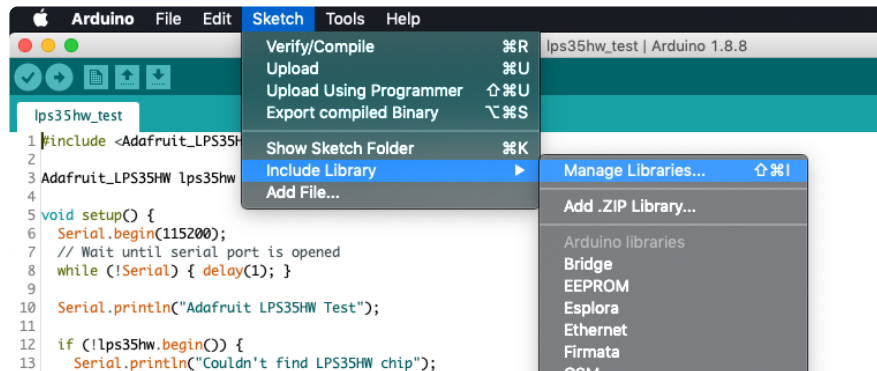 Arduino File Edit Sketch Tools Help
lps35hw_test | Arduino 1.8.8
Verify/Compile ⌘R
Upload ⌘U
Upload Using Programmer ⇧⌘U
Export compiled Binary ⌥⌘S
Show Sketch Folder ⌘K
Include Library ▶
Add File...
Manage Libraries... ⇧⌘I
Add .ZIP Library...
Arduino libraries
Bridge
EEPROM
Esplora
Ethernet
Firmata
lps35hw_test
1 #include <Adafruit_LPS35H
2
3 Adafruit_LPS35HW lps35hw
4
5 void setup() {
6 Serial.begin(115200);
7 // Wait until serial port is opened
8 while (!Serial) { delay(1); }
9
10 Serial.println("Adafruit LPS35HW Test");
11
12 if (!lps35hw.begin()) {
13 Serial.println("Couldn't find LPS35HW chip");